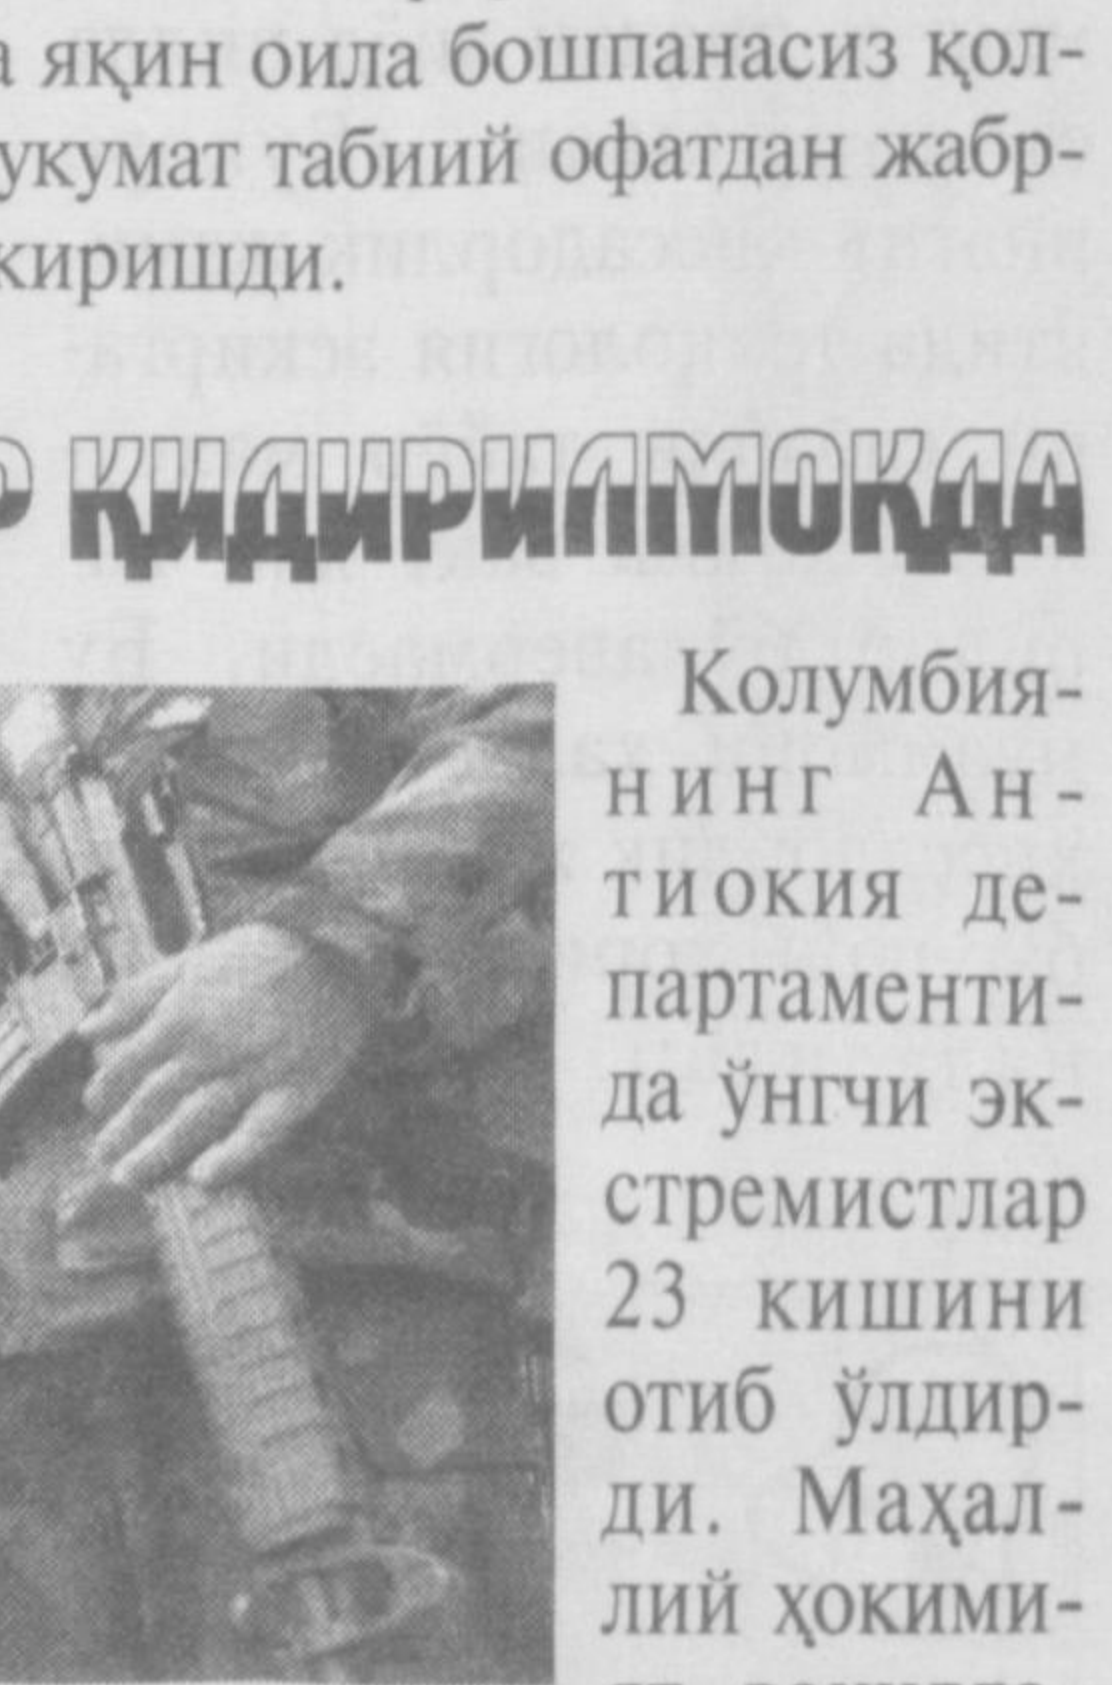 яқин оила бошпанасиз қол-
табиий офатдан жабр-
киришди.
ҚИДИРИЛМОҚДА
Колумбия-
нинг Ан-
тиокия де-
партаменти-
да ўнгчи эк-
стремистлар
23 кишини
отиб ўлдир-
ди. Маҳал-
лий ҳокими-